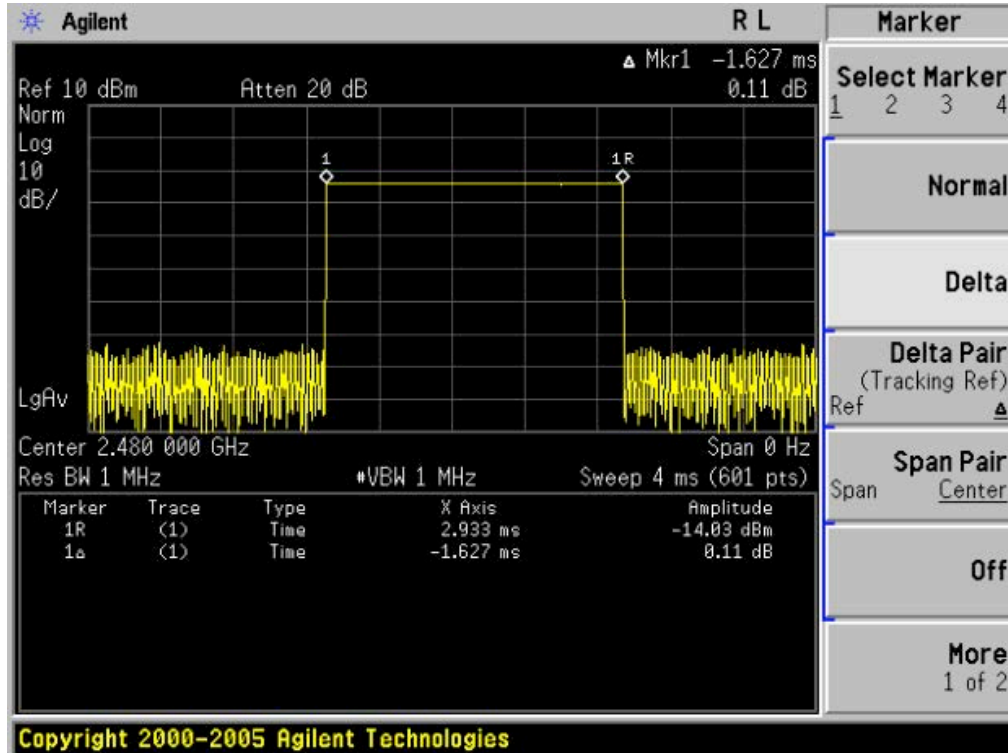 Agilent R L Marker
Δ Mkr1 -1.627 ms
Ref 10 dBm Atten 20 dB 0.11 dB
Norm
Log
10
dB/
1 1R
LgAv
Center 2.480 000 GHz Span 0 Hz
Res BW 1 MHz #VBW 1 MHz Sweep 4 ms (601 pts)
Marker Trace Type X Axis Amplitude
1R (1) Time 2.933 ms -14.03 dBm
1Δ (1) Time -1.627 ms 0.11 dB
Select Marker
1 2 3 4
Normal
Delta
Delta Pair
(Tracking Ref)
Ref Δ
Span Pair
Span Center
Off
More
1 of 2
Copyright 2000-2005 Agilent Technologies